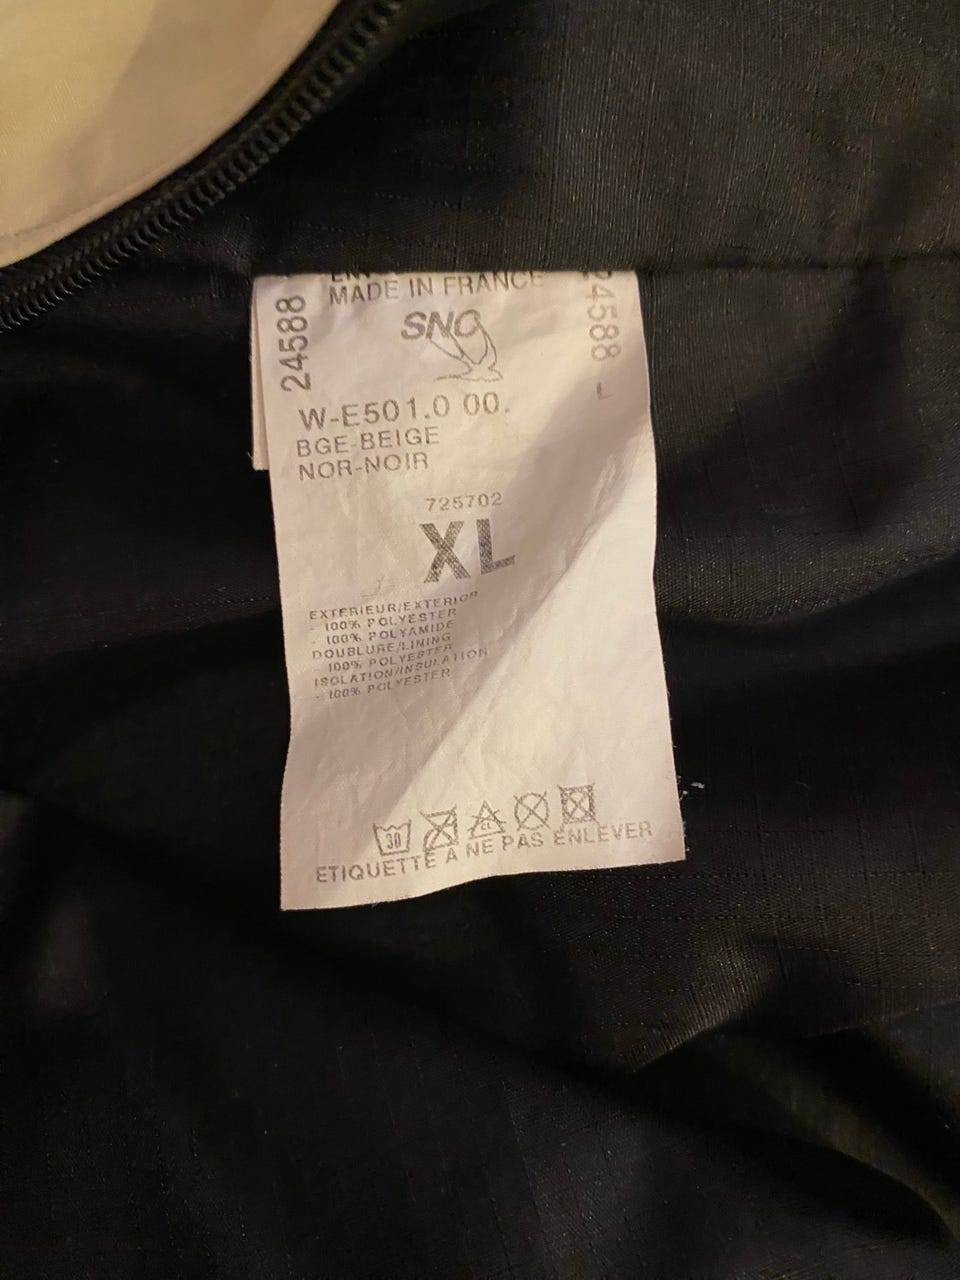 MADE IN FRANCE
24588
24588
SNO
W-E501.0 00.
BGE-BEIGE
NOR-NOIR
725702
XL
EXTERIEUR/EXTERIOR
- 100% POLYESTER
- 100% POLYAMIDE
DOUBLURE/LINING
- 100% POLYESTER
ISOLATION/INSULATION
- 100% POLYESTER
30
CL
ETIQUETTE A NE PAS ENLEVER